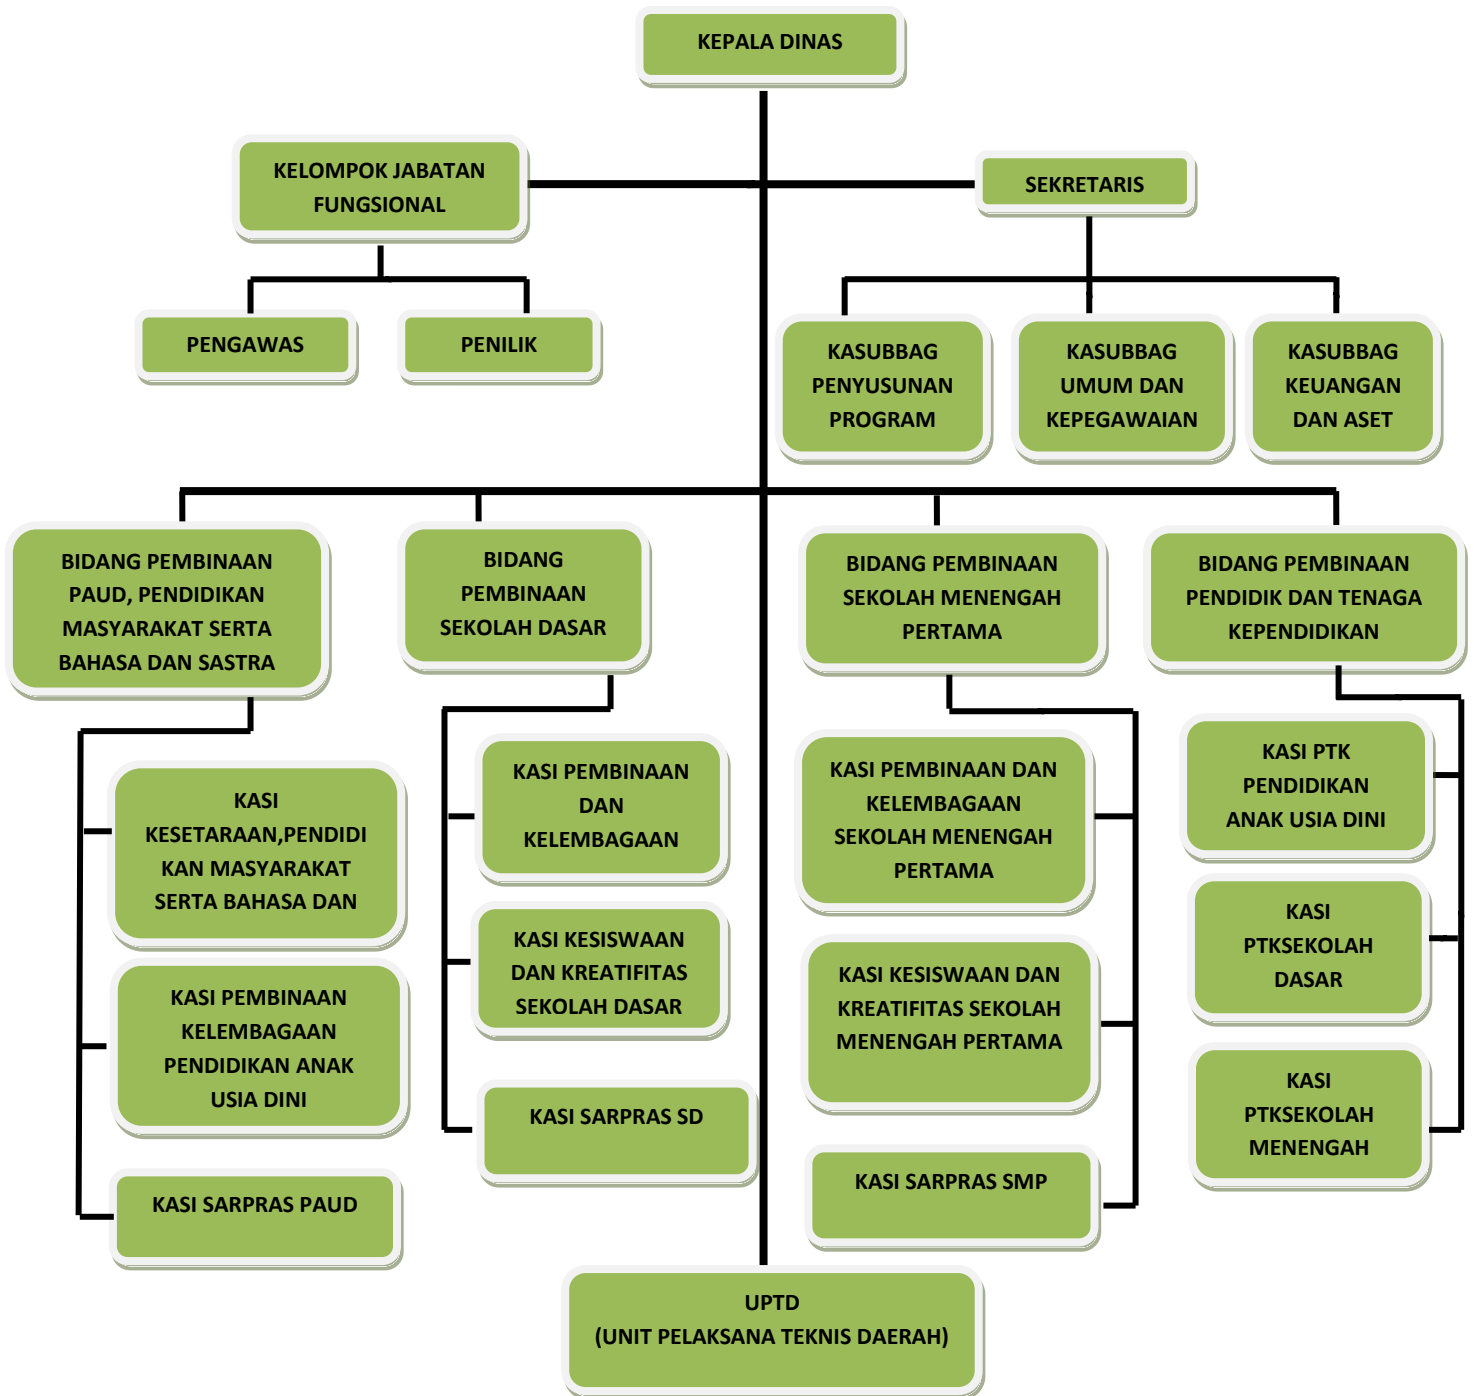 KEPALA DINAS
KELOMPOK JABATAN
FUNGSIONAL
SEKRETARIS
PENGAWAS
PENILIK
KASUBBAG
PENYUSUNAN
PROGRAM
KASUBBAG
UMUM DAN
KEPEGAWAIAN
KASUBBAG
KEUANGAN
DAN ASET
BIDANG PEMBINAAN
PAUD, PENDIDIKAN
MASYARAKAT SERTA
BAHASA DAN SASTRA
BIDANG
PEMBINAAN
SEKOLAH DASAR
BIDANG PEMBINAAN
SEKOLAH MENENGAH
PERTAMA
BIDANG PEMBINAAN
PENDIDIK DAN TENAGA
KEPENDIDIKAN
KASI
KESETARAAN,PENDIDI
KAN MASYARAKAT
SERTA BAHASA DAN
KASI PEMBINAAN
KELEMBAGAAN
PENDIDIKAN ANAK
USIA DINI
KASI SARPRAS PAUD
KASI PEMBINAAN
DAN
KELEMBAGAAN
KASI KESISWAAN
DAN KREATIFITAS
SEKOLAH DASAR
KASI SARPRAS SD
KASI PEMBINAAN DAN
KELEMBAGAAN
SEKOLAH MENENGAH
PERTAMA
KASI KESISWAAN DAN
KREATIFITAS SEKOLAH
MENENGAH PERTAMA
KASI SARPRAS SMP
KASI PTK
PENDIDIKAN
ANAK USIA DINI
KASI
PTKSEKOLAH
DASAR
KASI
PTKSEKOLAH
MENENGAH
UPTD
(UNIT PELAKSANA TEKNIS DAERAH)